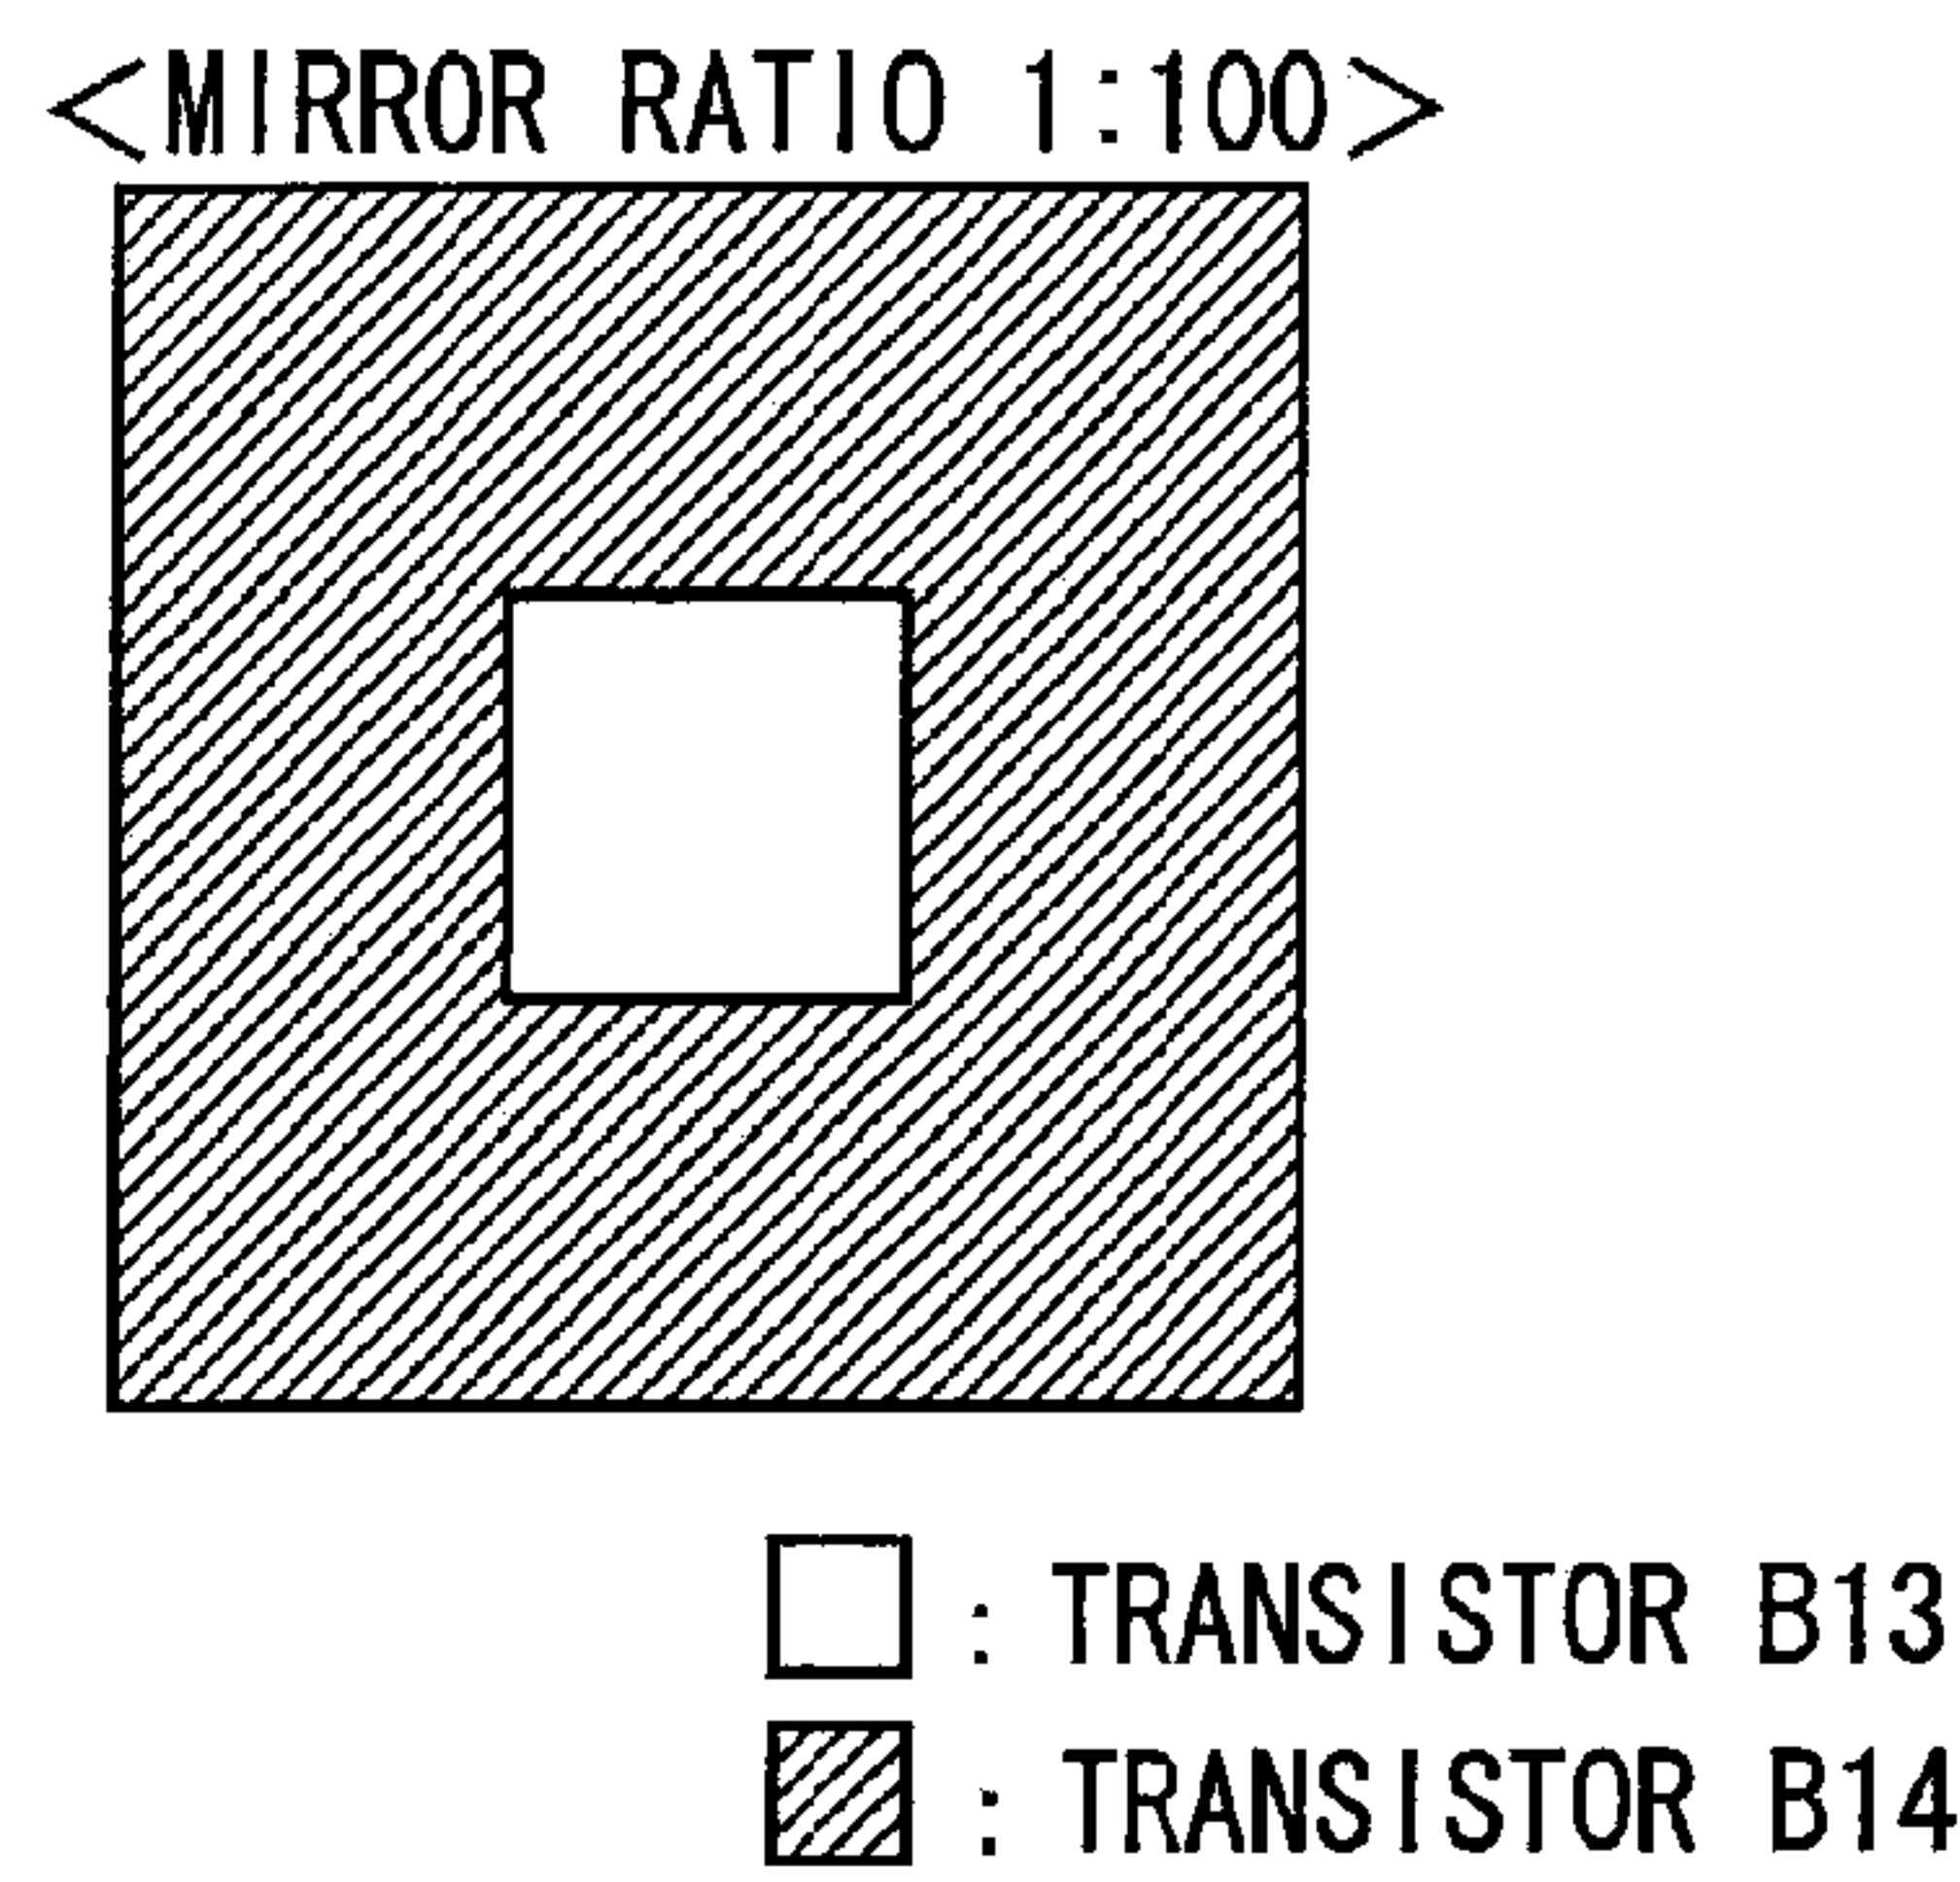 <MIRROR RATIO 1:100>
: TRANSISTOR B13
: TRANSISTOR B14